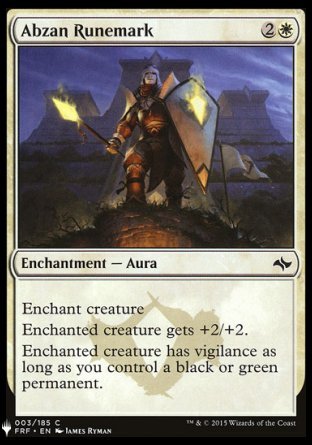 Abzan Runemark 2
Enchantment — Aura
Enchant creature
Enchanted creature gets +2/+2.
Enchanted creature has vigilance as
long as you control a black or green
permanent.
003/185 C
FRF • EN James Ryman
™ & © 2015 Wizards of the Coast